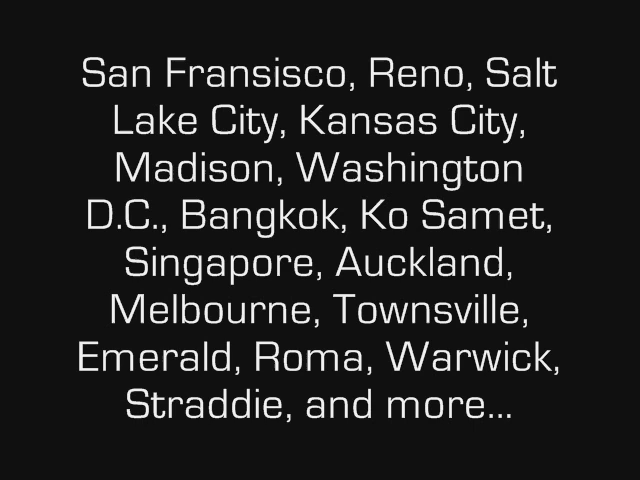 San Fransisco, Reno, Salt
Lake City, Kansas City,
Madison, Washington
D.C., Bangkok, Ko Samet,
Singapore, Auckland,
Melbourne, Townsville,
Emerald, Roma, Warwick,
Straddie, and more...